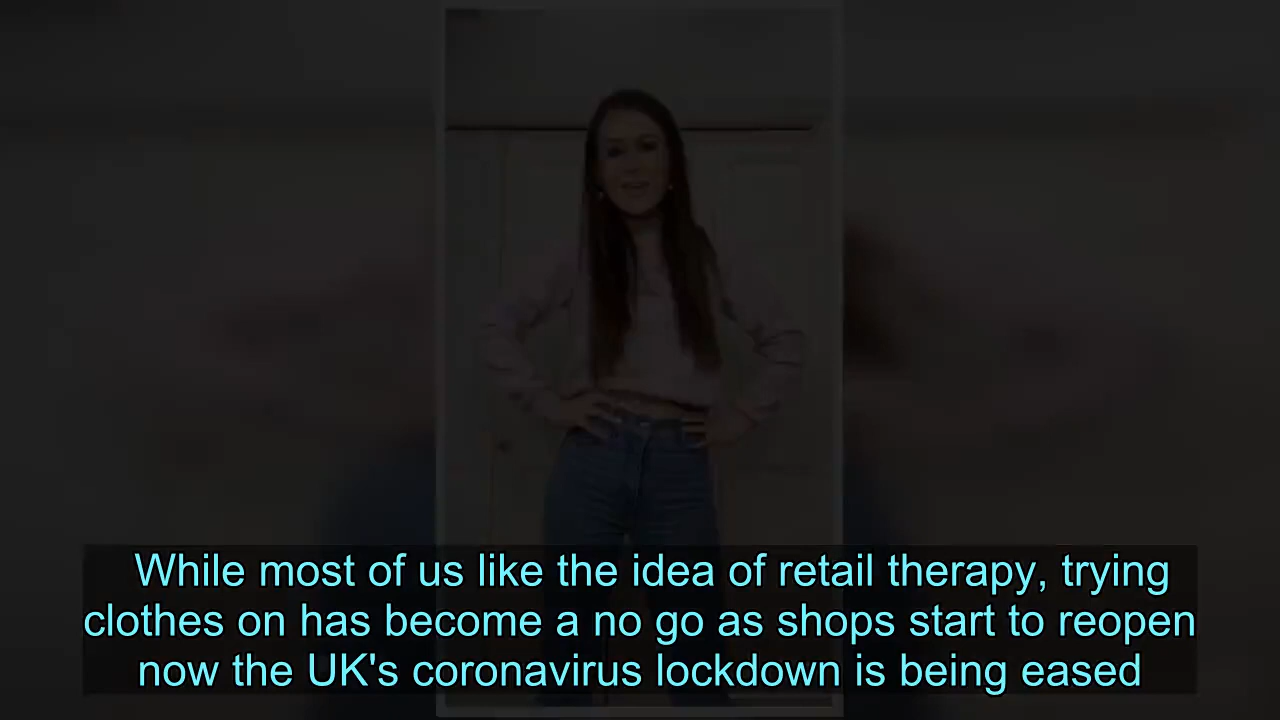 While most of us like the idea of retail therapy, trying
clothes on has become a no go as shops start to reopen
now the UK's coronavirus lockdown is being eased